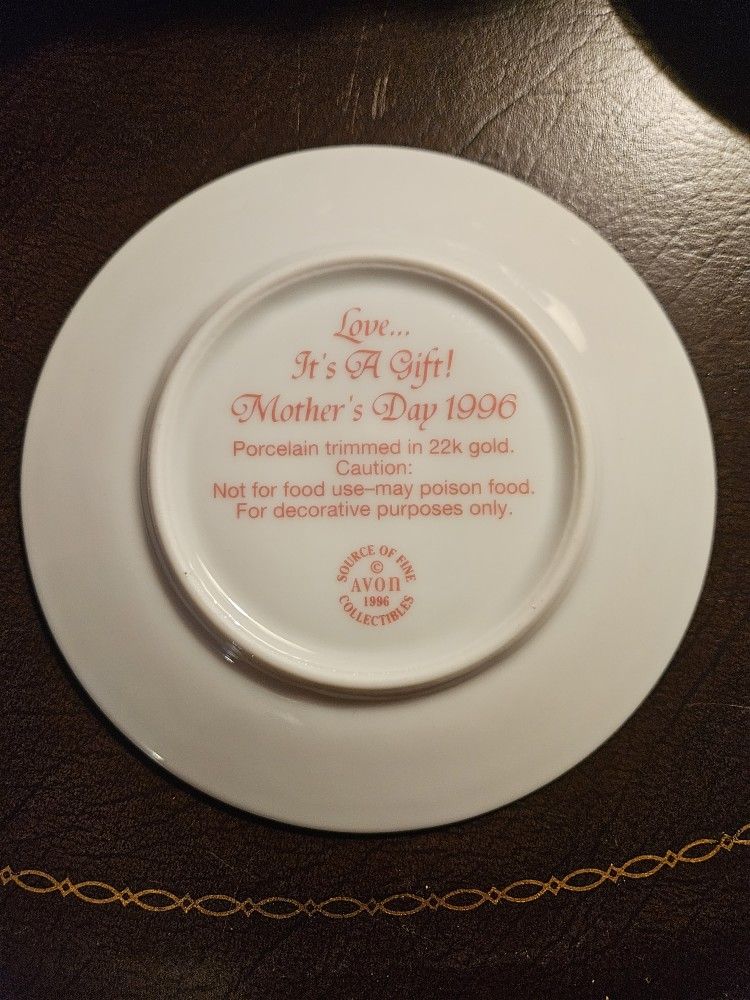 Love...
It's A Gift!
Mother's Day 1996
Porcelain trimmed in 22k gold.
Caution:
Not for food use–may poison food.
For decorative purposes only.
SOURCE OF FINE
©
AVON
1996
COLLECTIBLES